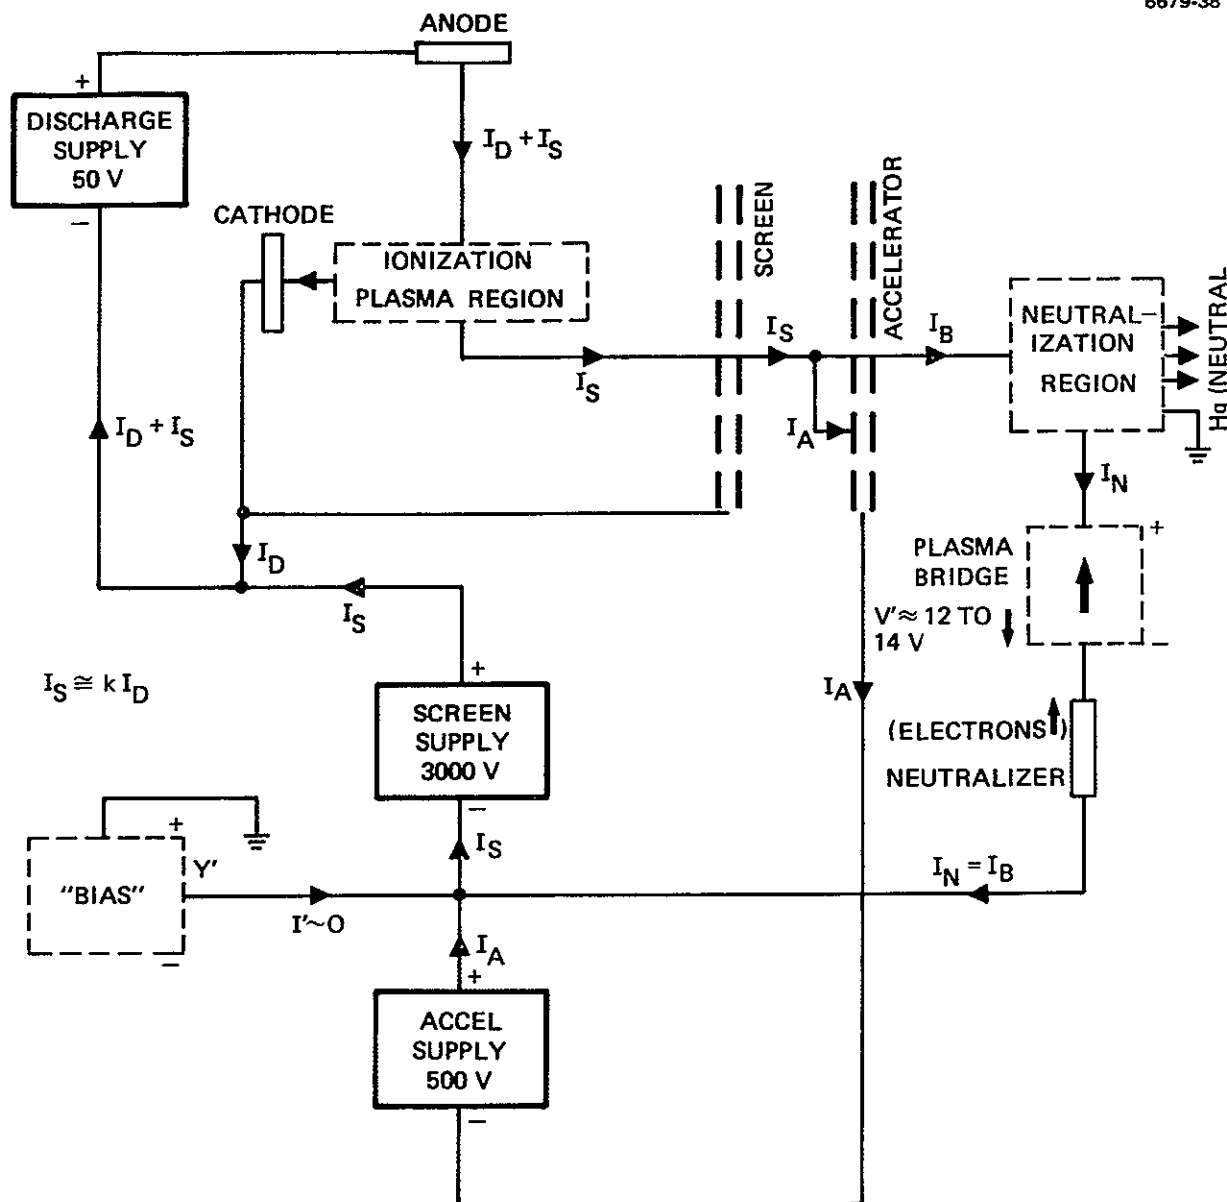 6679-38
ANODE
+
DISCHARGE
SUPPLY
50 V
−
I_D + I_S
CATHODE
IONIZATION
PLASMA REGION
SCREEN
ACCELERATOR
I_S
I_S
I_A
I_B
NEUTRAL-
IZATION
REGION
Hg (NEUTRAL
I_D + I_S
I_D
I_S
I_N
PLASMA
BRIDGE
+
−
V'≈ 12 TO
14 V
I_A
I_S ≅ k I_D
+
SCREEN
SUPPLY
3000 V
−
(ELECTRONS)
NEUTRALIZER
I_S
+
"BIAS"
−
Y'
I'~O
I_N = I_B
I_A
+
ACCEL
SUPPLY
500 V
−